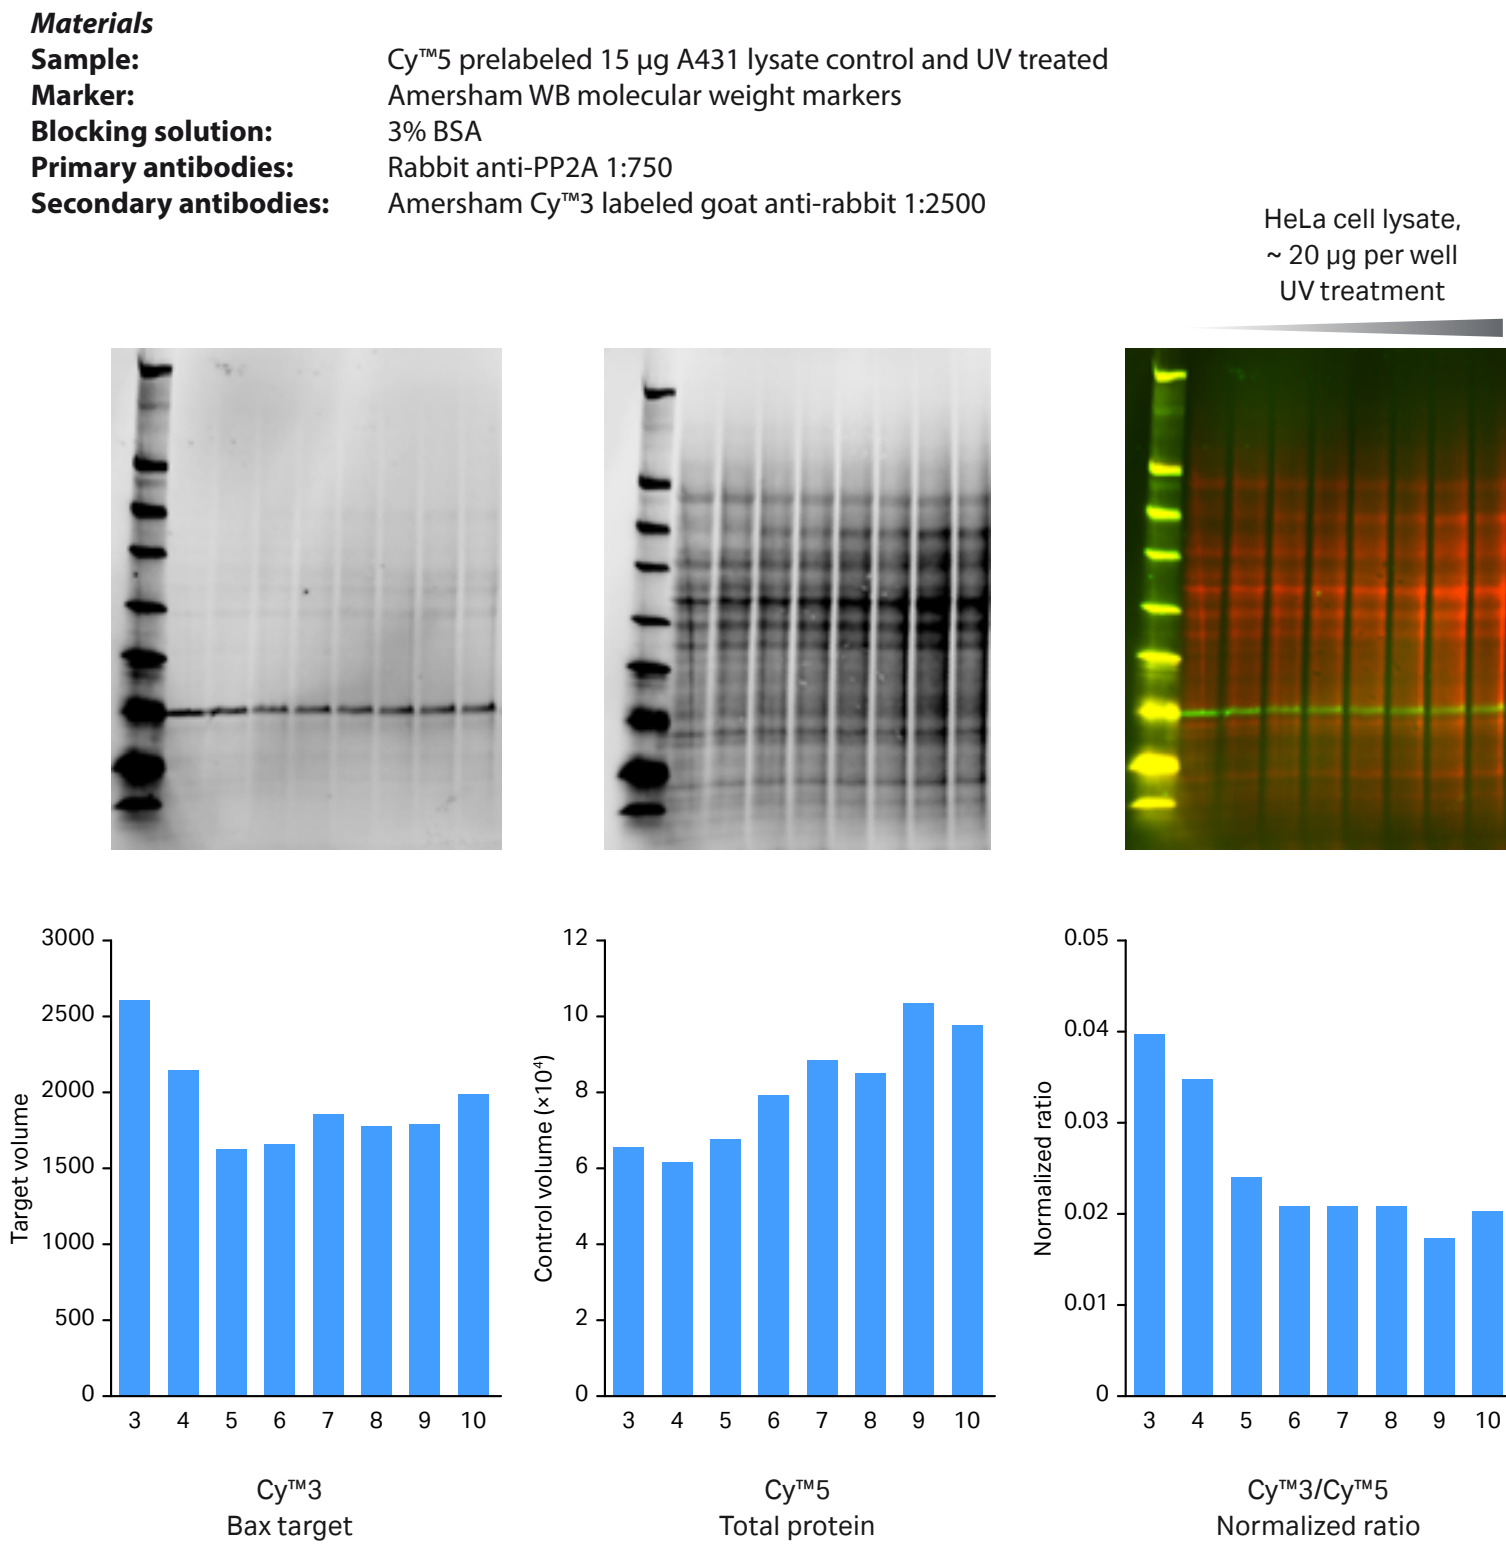 Materials
Sample: Cy™5 prelabeled 15 µg A431 lysate control and UV treated
Marker: Amersham WB molecular weight markers
Blocking solution: 3% BSA
Primary antibodies: Rabbit anti-PP2A 1:750
Secondary antibodies: Amersham Cy™3 labeled goat anti-rabbit 1:2500
HeLa cell lysate,
~ 20 µg per well
UV treatment
3000
2500
2000
1500
1000
500
0
Target volume
3 4 5 6 7 8 9 10
Cy™3
Bax target
12
10
8
6
4
2
0
Control volume (×10⁴)
3 4 5 6 7 8 9 10
Cy™5
Total protein
0.05
0.04
0.03
0.02
0.01
0
Normalized ratio
3 4 5 6 7 8 9 10
Cy™3/Cy™5
Normalized ratio